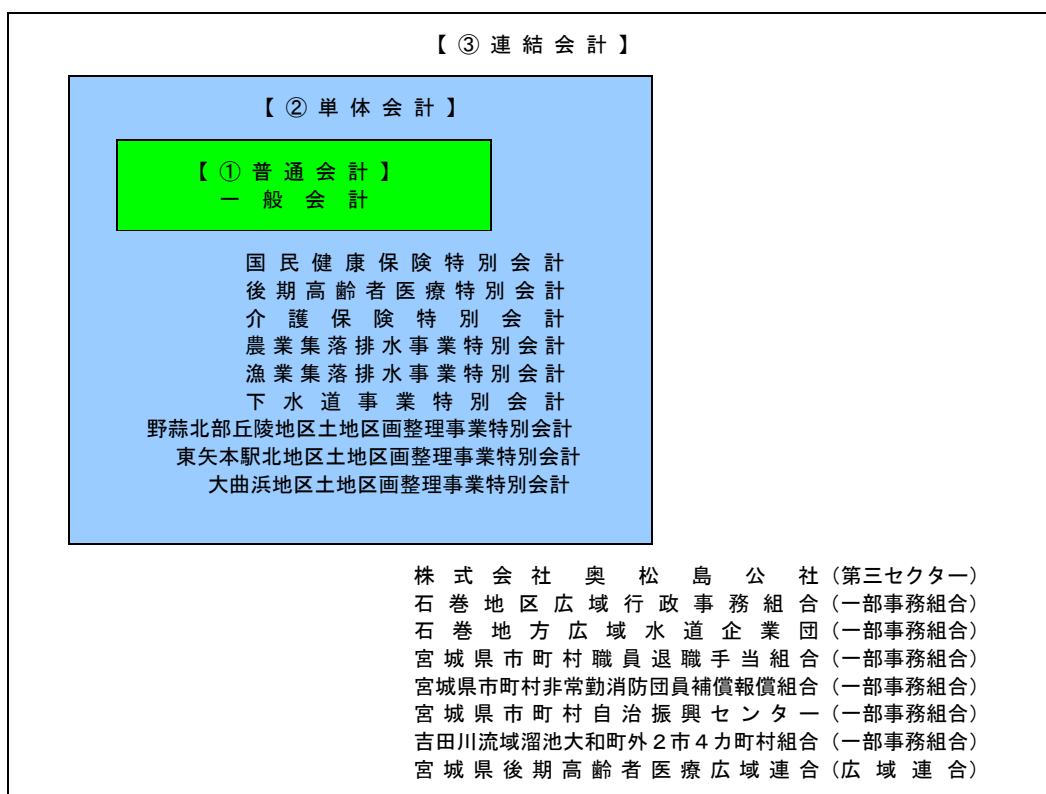 【③連結会計】
【②単体会計】
【①普通会計】
一般会計
国民健康保険特別会計
後期高齢者医療特別会計
介護保険特別会計
農業集落排水事業特別会計
漁業集落排水事業特別会計
下水道事業特別会計
野蒜北部丘陵地区土地区画整理事業特別会計
東矢本駅北地区土地区画整理事業特別会計
大曲浜地区土地区画整理事業特別会計
株式会社奥松島公社（第三セクター）
石巻地区広域行政事務組合（一部事務組合）
石巻地方広域水道企業団（一部事務組合）
宮城県市町村職員退職手当組合（一部事務組合）
宮城県市町村非常勤消防団員補償報償組合（一部事務組合）
宮城県市町村自治振興センター（一部事務組合）
吉田川流域溜池大和町外２市４カ町村組合（一部事務組合）
宮城県後期高齢者医療広域連合（広域連合）